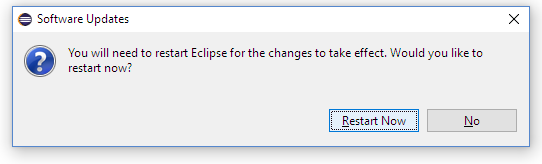 Software Updates
You will need to restart Eclipse for the changes to take effect. Would you like to
restart now?
Restart Now
No